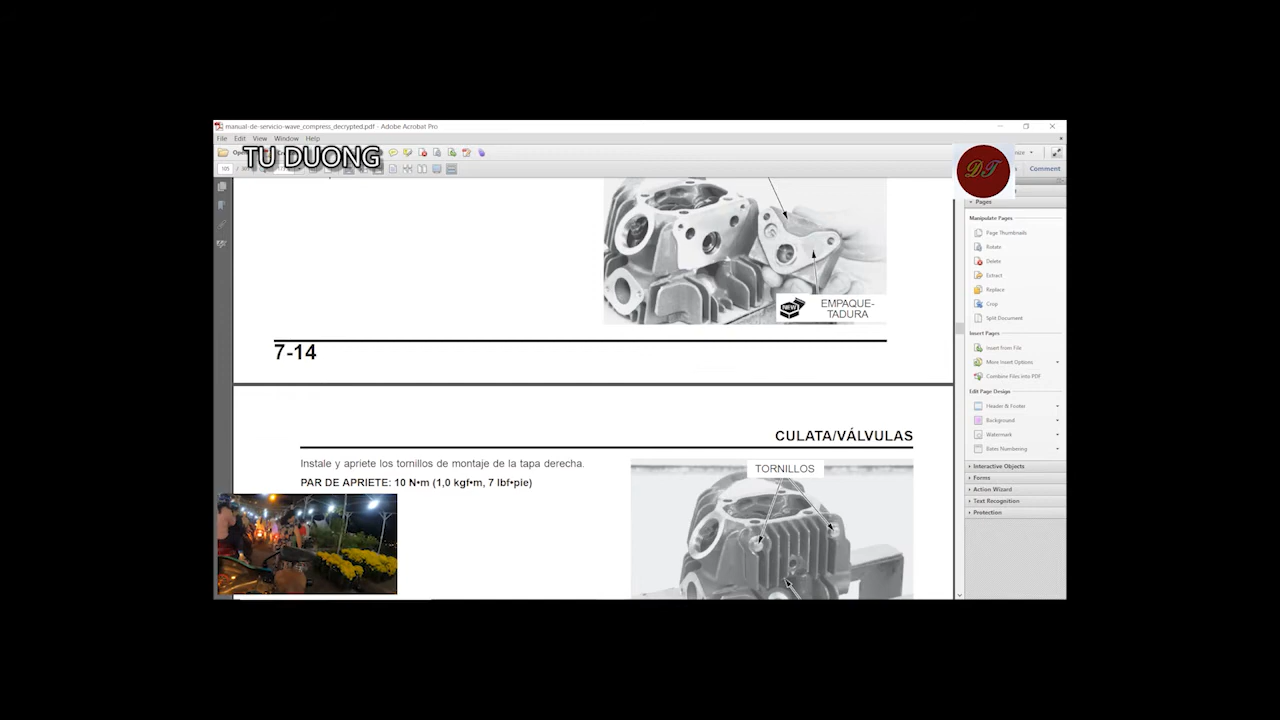 manual-de-servicio-wave_compress_decrypted.pdf - Adobe Acrobat Pro
File Edit View Window Help
TU DUONG
DT
Comment
Pages
Manipulate Pages
Page Thumbnails
Rotate
Delete
Extract
Replace
Crop
Split Document
Insert Pages
Insert from File
More Insert Options
Combine Files into PDF
Edit Page Design
Header & Footer
Background
Watermark
Bates Numbering
Interactive Objects
Forms
Action Wizard
Text Recognition
Protection
NEW
EMPAQUE-
TADURA
7-14
CULATA/VÁLVULAS
Instale y apriete los tornillos de montaje de la tapa derecha.
PAR DE APRIETE: 10 N•m (1,0 kgf•m, 7 lbf•pie)
TORNILLOS